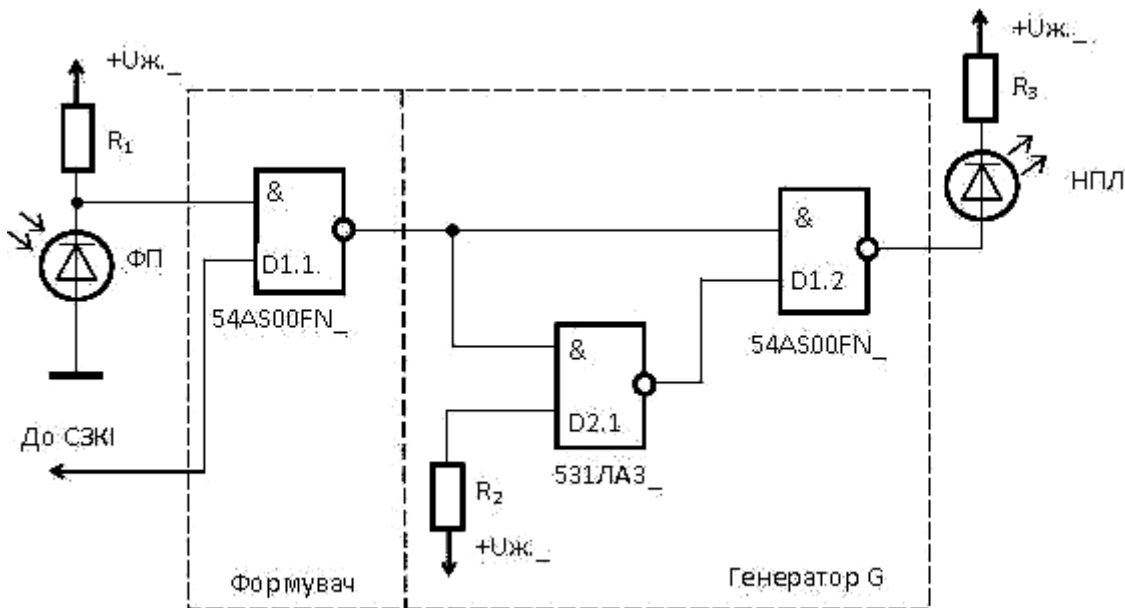 +Uж._
R₁
&
D1.1.
54AS00FN_
ФП
До СЗКІ
&
D2.1
531ЛА3_
R₂
+Uж._
&
D1.2
54AS00FN_
+Uж._
R₃
НПЛ
Формувач
Генератор G